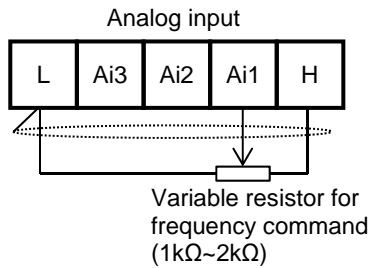 Analog input
L Ai3 Ai2 Ai1 H
Variable resistor for
frequency command
(1kΩ~2kΩ)